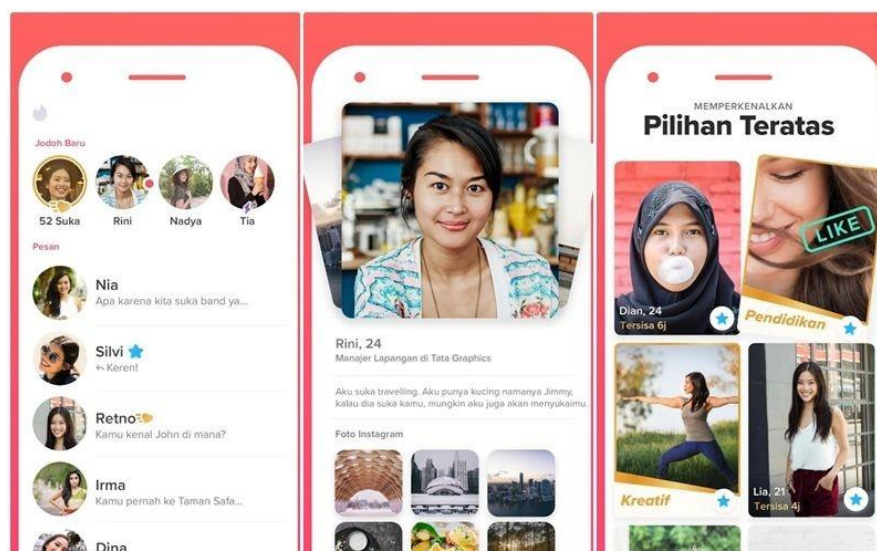 Jodoh Baru
52 Suka
Rini
Nadya
Tia
Pesan
Nia
Apa karena kita suka band ya...
Silvi
Keren!
Retno
Kamu kenal John di mana?
Irma
Kamu pernah ke Taman Safa...
Dina
Rini, 24
Manajer Lapangan di Tata Graphics
Aku suka travelling. Aku punya kucing namanya Jimmy,
kalau dia suka kamu, mungkin aku juga akan menyukaimu.
Foto Instagram
MEMPERKENALKAN
Pilihan Teratas
Dian, 24
Tersisa 6j
LIKE
Pendidikan
Kreatif
Lia, 21
Tersisa 4j